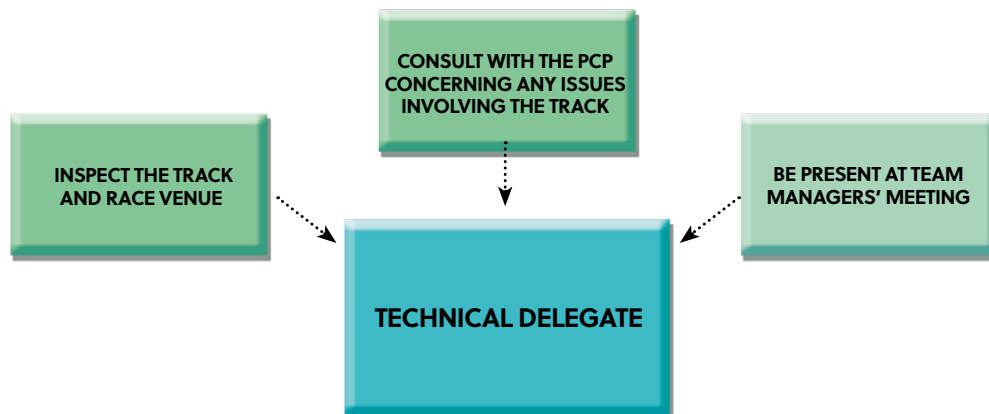 CONSULT WITH THE PCP
CONCERNING ANY ISSUES
INVOLVING THE TRACK
INSPECT THE TRACK
AND RACE VENUE
BE PRESENT AT TEAM
MANAGERS’ MEETING
TECHNICAL DELEGATE